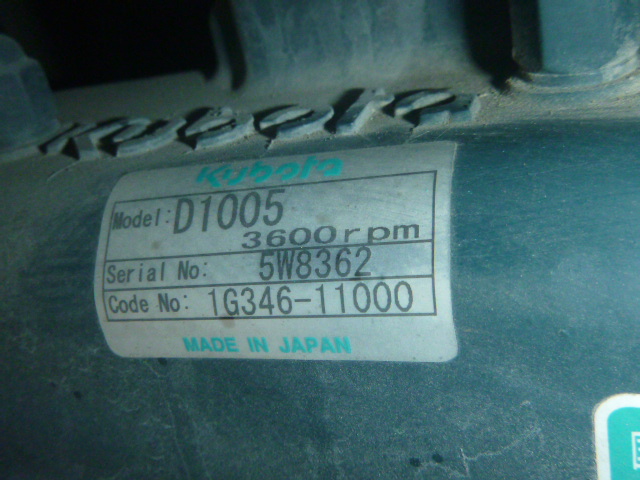 Kubota
Kubota
Model: D1005
3600rpm
Serial No: 5W8362
Code No: 1G346-11000
MADE IN JAPAN